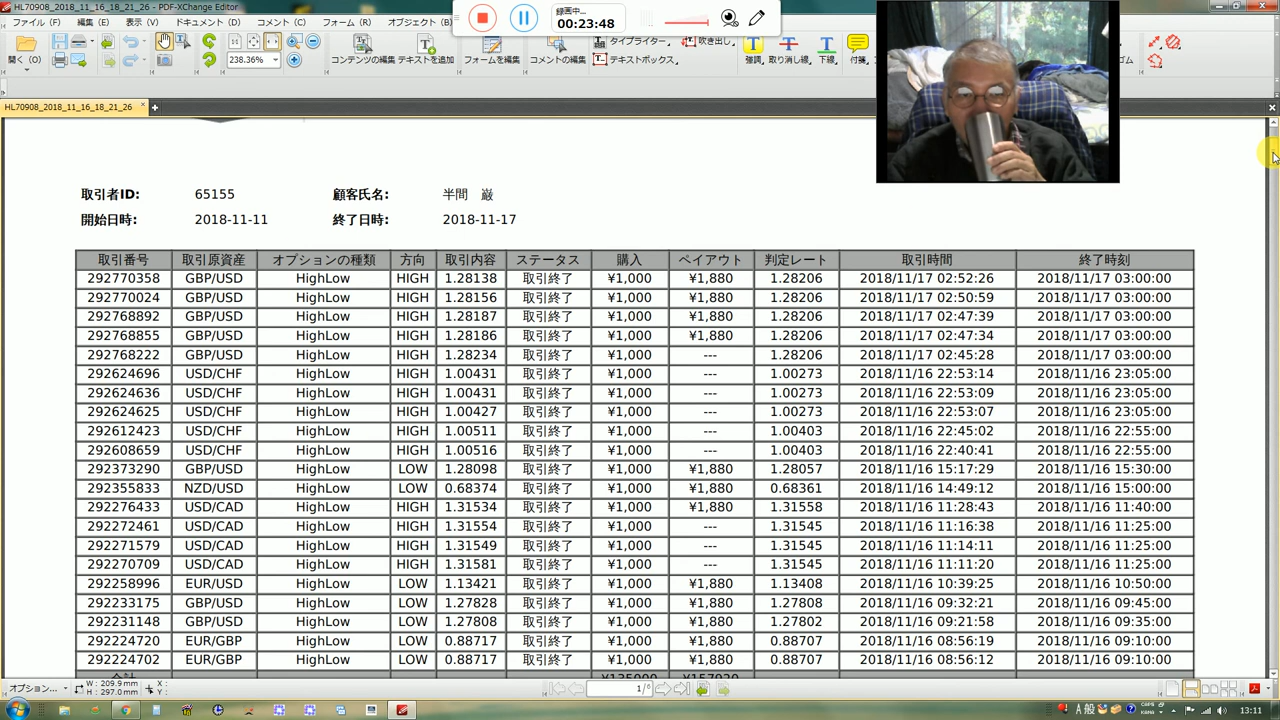 HL70908_2018_11_16_18_21_26 - PDF-XChange Editor
ファイル (F) 編集 (E) 表示 (V) ドキュメント (D) コメント (C) フォーム (R) オブジェクト (B)
録画中...
00:23:48
開く (O)...
238.36%
コンテンツの編集
テキストを追加
フォームを編集
コメントの編集
タイプライター
テキストボックス
吹き出し
強調
取り消し線
下線
付箋
ゴム
HL70908_2018_11_16_18_21_26
取引者ID: 65155 顧客氏名: 半間 巌
開始日時: 2018-11-11 終了日時: 2018-11-17
取引番号 取引原資産 オプションの種類 方向 取引内容 ステータス 購入 ペイアウト 判定レート 取引時間 終了時刻
292770358 GBP/USD HighLow HIGH 1.28138 取引終了 ¥1,000 ¥1,880 1.28206 2018/11/17 02:52:26 2018/11/17 03:00:00
292770024 GBP/USD HighLow HIGH 1.28156 取引終了 ¥1,000 ¥1,880 1.28206 2018/11/17 02:50:59 2018/11/17 03:00:00
292768892 GBP/USD HighLow HIGH 1.28187 取引終了 ¥1,000 ¥1,880 1.28206 2018/11/17 02:47:39 2018/11/17 03:00:00
292768855 GBP/USD HighLow HIGH 1.28186 取引終了 ¥1,000 ¥1,880 1.28206 2018/11/17 02:47:34 2018/11/17 03:00:00
292768222 GBP/USD HighLow HIGH 1.28234 取引終了 ¥1,000 --- 1.28206 2018/11/17 02:45:28 2018/11/17 03:00:00
292624696 USD/CHF HighLow HIGH 1.00431 取引終了 ¥1,000 --- 1.00273 2018/11/16 22:53:14 2018/11/16 23:05:00
292624636 USD/CHF HighLow HIGH 1.00431 取引終了 ¥1,000 --- 1.00273 2018/11/16 22:53:09 2018/11/16 23:05:00
292624625 USD/CHF HighLow HIGH 1.00427 取引終了 ¥1,000 --- 1.00273 2018/11/16 22:53:07 2018/11/16 23:05:00
292612423 USD/CHF HighLow HIGH 1.00511 取引終了 ¥1,000 --- 1.00403 2018/11/16 22:45:02 2018/11/16 22:55:00
292608659 USD/CHF HighLow HIGH 1.00516 取引終了 ¥1,000 --- 1.00403 2018/11/16 22:40:41 2018/11/16 22:55:00
292373290 GBP/USD HighLow LOW 1.28098 取引終了 ¥1,000 ¥1,880 1.28057 2018/11/16 15:17:29 2018/11/16 15:30:00
292355833 NZD/USD HighLow LOW 0.68374 取引終了 ¥1,000 ¥1,880 0.68361 2018/11/16 14:49:12 2018/11/16 15:00:00
292276433 USD/CAD HighLow HIGH 1.31534 取引終了 ¥1,000 ¥1,880 1.31558 2018/11/16 11:28:43 2018/11/16 11:40:00
292272461 USD/CAD HighLow HIGH 1.31554 取引終了 ¥1,000 --- 1.31545 2018/11/16 11:16:38 2018/11/16 11:25:00
292271579 USD/CAD HighLow HIGH 1.31549 取引終了 ¥1,000 --- 1.31545 2018/11/16 11:14:11 2018/11/16 11:25:00
292270709 USD/CAD HighLow HIGH 1.31581 取引終了 ¥1,000 --- 1.31545 2018/11/16 11:11:20 2018/11/16 11:25:00
292258996 EUR/USD HighLow LOW 1.13421 取引終了 ¥1,000 ¥1,880 1.13408 2018/11/16 10:39:25 2018/11/16 10:50:00
292233175 GBP/USD HighLow LOW 1.27828 取引終了 ¥1,000 ¥1,880 1.27808 2018/11/16 09:32:21 2018/11/16 09:45:00
292231148 GBP/USD HighLow LOW 1.27808 取引終了 ¥1,000 ¥1,880 1.27802 2018/11/16 09:21:58 2018/11/16 09:35:00
292224720 EUR/GBP HighLow LOW 0.88717 取引終了 ¥1,000 ¥1,880 0.88707 2018/11/16 08:56:19 2018/11/16 09:10:00
292224702 EUR/GBP HighLow LOW 0.88717 取引終了 ¥1,000 ¥1,880 0.88707 2018/11/16 08:56:12 2018/11/16 09:10:00
合計 ¥135000 ¥157920
オプション... W: 209.9mm X:
H: 297.0mm Y:
1/6
A 般
CAPS
KANA
13:11